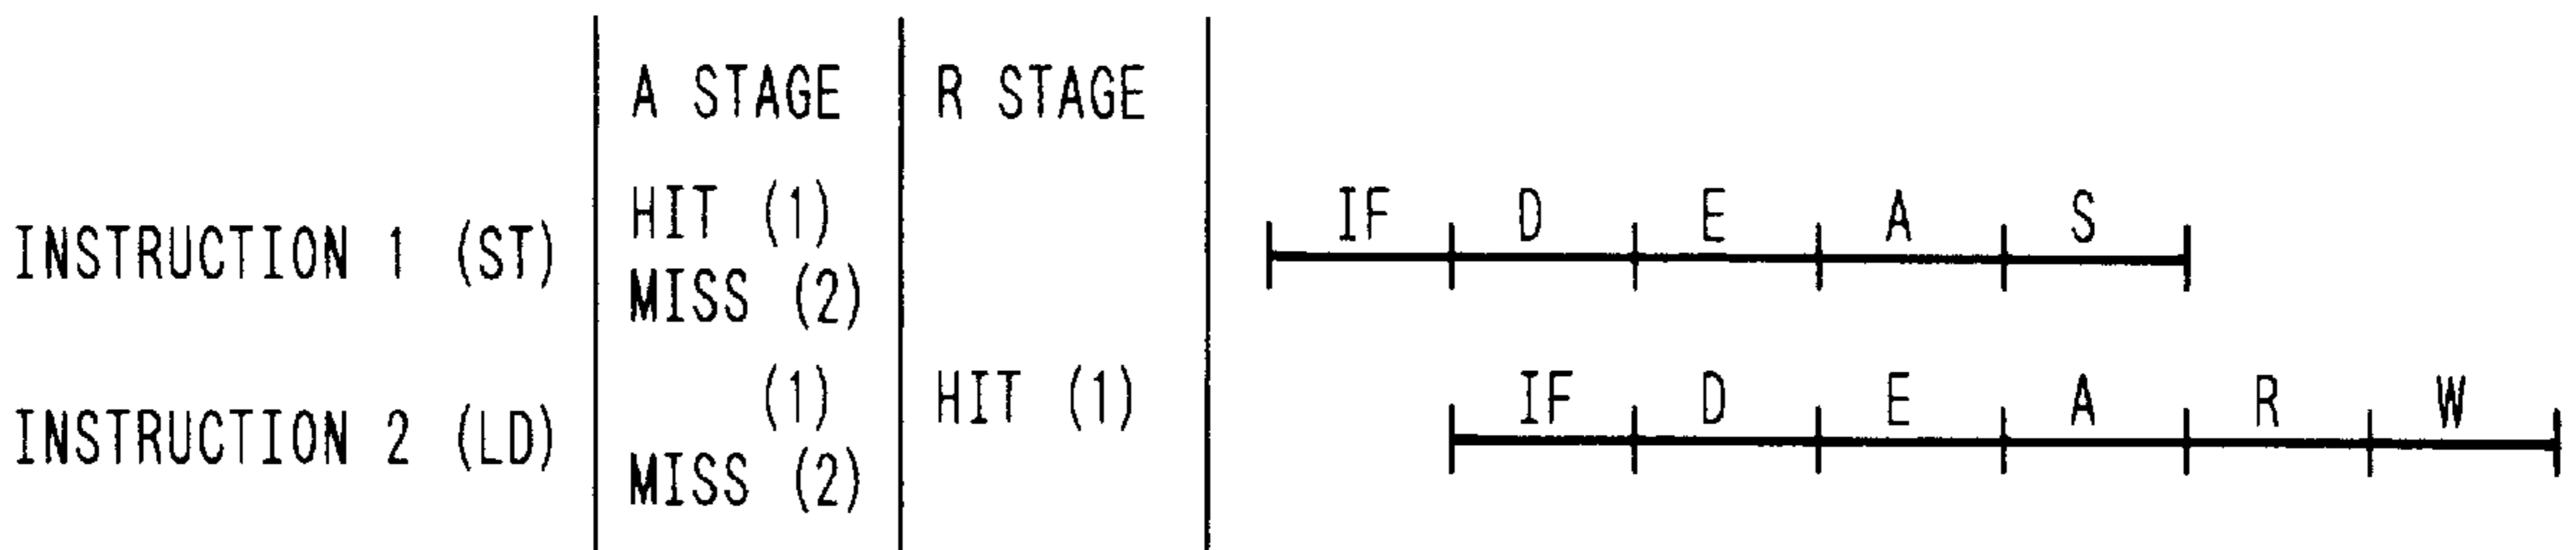 A STAGE R STAGE
HIT (1)
INSTRUCTION 1 (ST) IF D E A S
MISS (2)
(1) HIT (1)
INSTRUCTION 2 (LD) IF D E A R W
MISS (2)